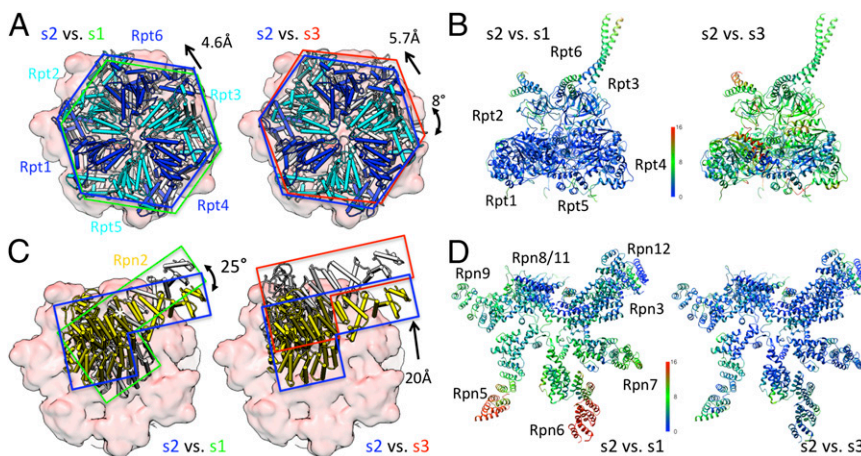 A
s2 vs. s1
Rpt6
4.6Å
Rpt2
Rpt3
Rpt1
Rpt4
Rpt5
s2 vs. s3
5.7Å
8°
B
s2 vs. s1
s2 vs. s3
Rpt6
Rpt3
Rpt2
16
8
0
Rpt4
Rpt1
Rpt5
C
Rpn2
25°
20Å
s2 vs. s1
s2 vs. s3
D
Rpn8/11
Rpn12
Rpn9
Rpn3
Rpn7
Rpn5
Rpn6
16
8
0
s2 vs. s1
s2 vs. s3